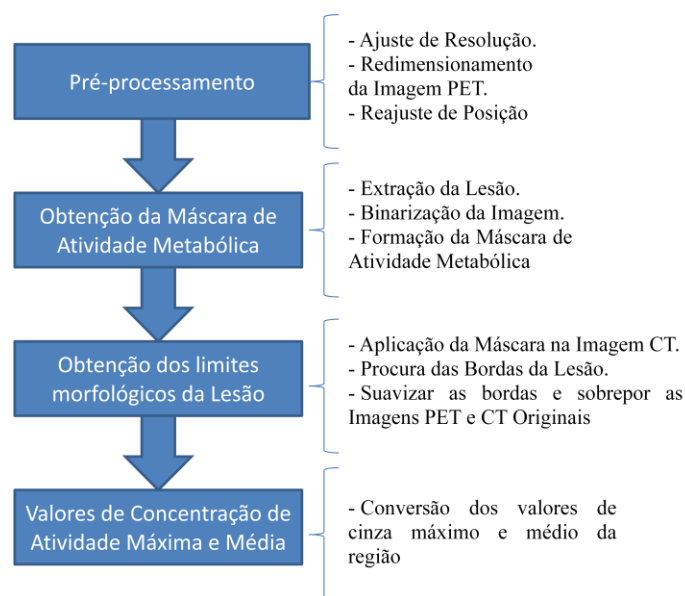 Pré-processamento
- Ajuste de Resolução.
- Redimensionamento
da Imagem PET.
- Reajuste de Posição
Obtenção da Máscara de
Atividade Metabólica
- Extração da Lesão.
- Binarização da Imagem.
- Formação da Máscara de
Atividade Metabólica
Obtenção dos limites
morfológicos da Lesão
- Aplicação da Máscara na Imagem CT.
- Procura das Bordas da Lesão.
- Suavizar as bordas e sobrepor as
Imagens PET e CT Originais
Valores de Concentração de
Atividade Máxima e Média
- Conversão dos valores de
cinza máximo e médio da
região